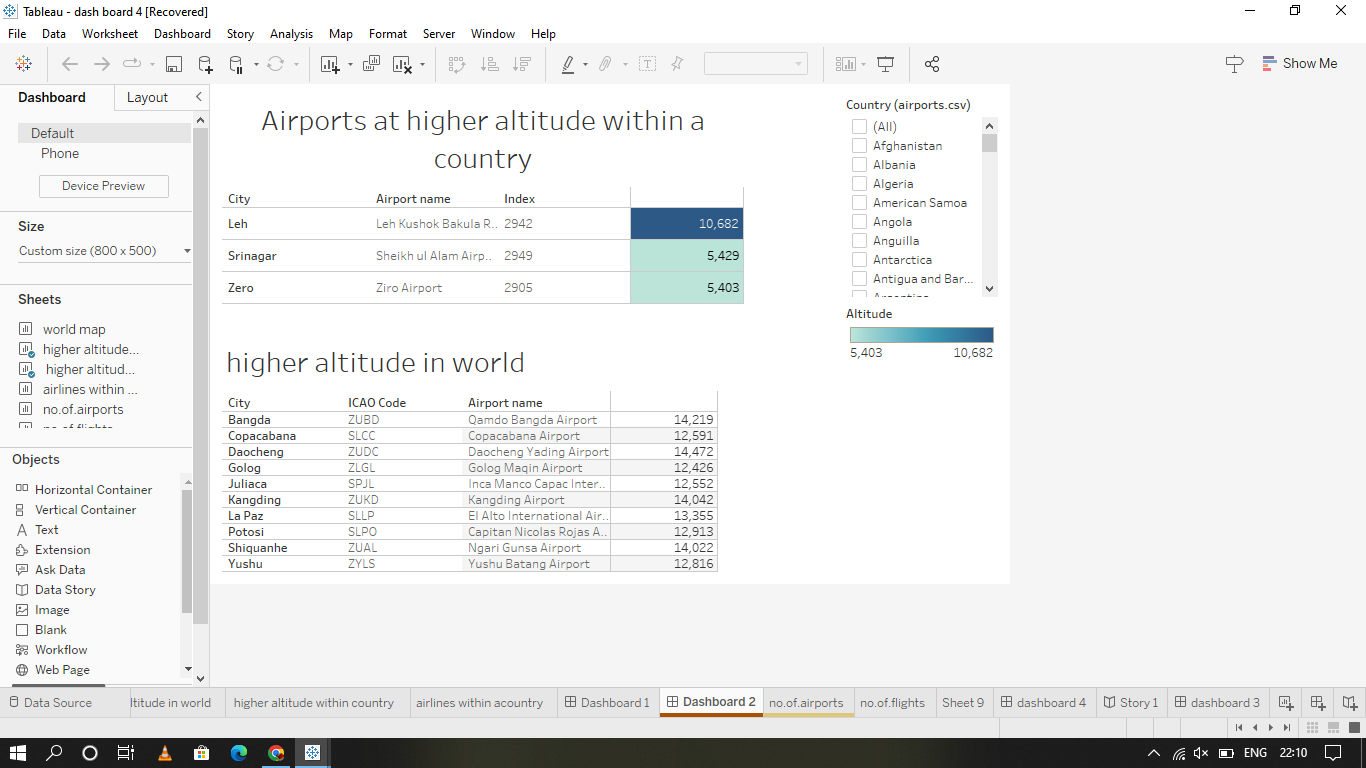 Tableau - dash board 4 [Recovered]
File Data Worksheet Dashboard Story Analysis Map Format Server Window Help
Show Me
Dashboard Layout
Default
Phone
Device Preview
Size
Custom size (800 x 500)
Sheets
world map
higher altitude...
higher altitud...
airlines within ...
no.of.airports
no.of.flights
Objects
Horizontal Container
Vertical Container
Text
Extension
Ask Data
Data Story
Image
Blank
Workflow
Web Page
Airports at higher altitude within a
country
City Airport name Index
Leh Leh Kushok Bakula R.. 2942 10,682
Srinagar Sheikh ul Alam Airp.. 2949 5,429
Zero Ziro Airport 2905 5,403
higher altitude in world
City ICAO Code Airport name
Bangda ZUBD Qamdo Bangda Airport 14,219
Copacabana SLCC Copacabana Airport 12,591
Daocheng ZUDC Daocheng Yading Airport 14,472
Golog ZLGL Golog Maqin Airport 12,426
Juliaca SPJL Inca Manco Capac Inter.. 12,552
Kangding ZUKD Kangding Airport 14,042
La Paz SLLP El Alto International Air.. 13,355
Potosi SLPO Capitan Nicolas Rojas A.. 12,913
Shiquanhe ZUAL Ngari Gunsa Airport 14,022
Yushu ZYLS Yushu Batang Airport 12,816
Country (airports.csv)
(All)
Afghanistan
Albania
Algeria
American Samoa
Angola
Anguilla
Antarctica
Antigua and Bar...
Argentina
Altitude
5,403 10,682
Data Source ltitude in world higher altitude within country airlines within acountry Dashboard 1 Dashboard 2 no.of.airports no.of.flights Sheet 9 dashboard 4 Story 1 dashboard 3
ENG 22:10